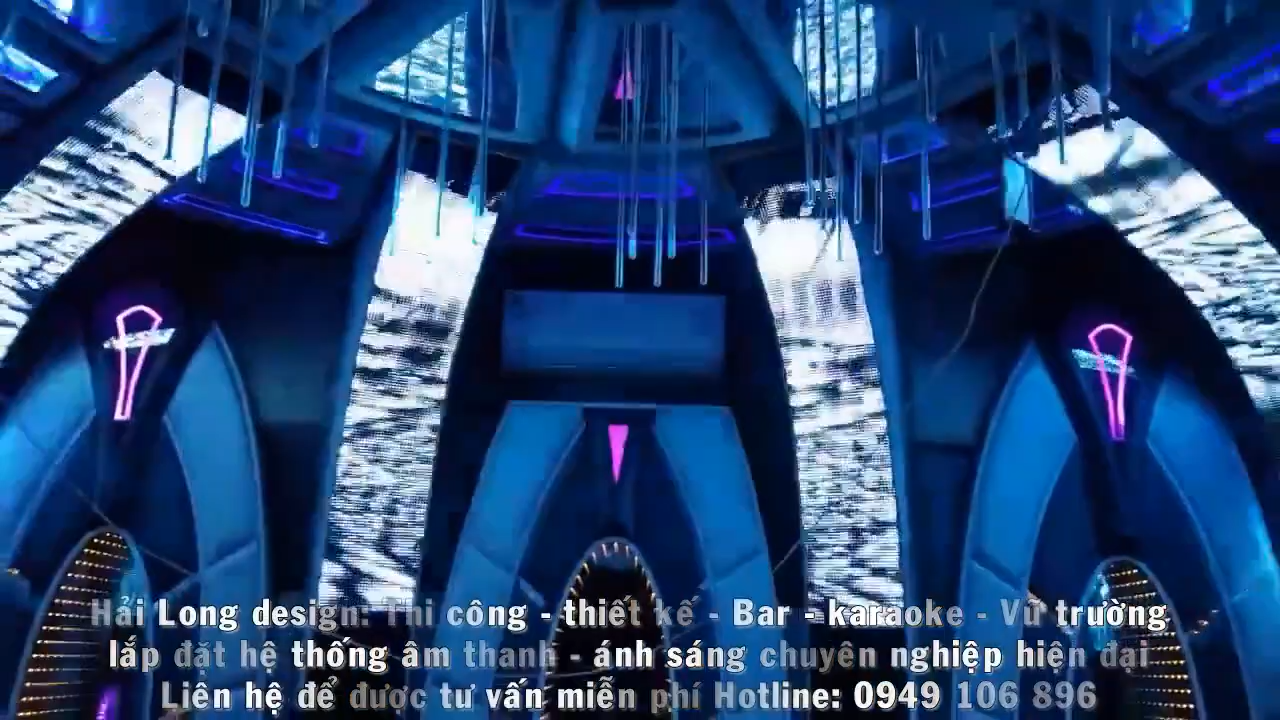 Hải Long design: Thi công - thiết kế - Bar - karaoke - Vũ trường
lắp đặt hệ thống âm thanh - ánh sáng chuyên nghiệp hiện đại
Liên hệ để được tư vấn miễn phí Hotline: 0949 106 896